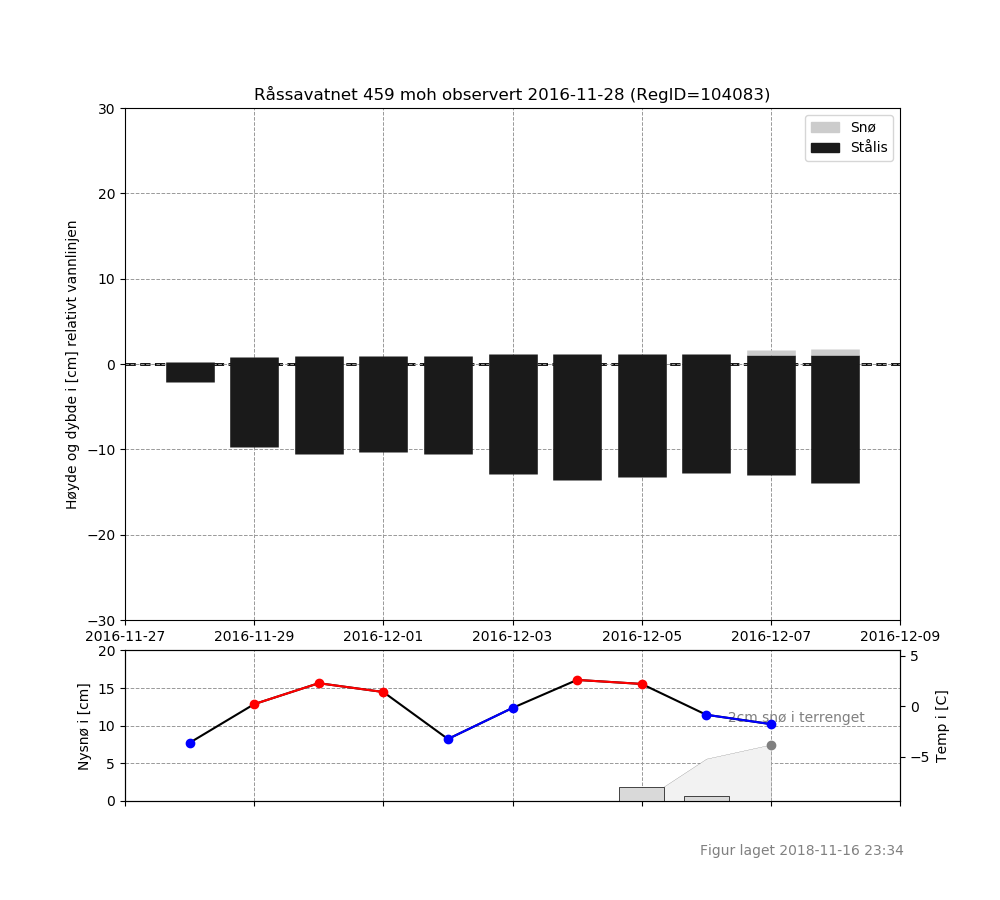 Råssavatnet 459 moh observert 2016-11-28 (RegID=104083)
Snø
Stålis
30
20
10
0
−10
−20
−30
Høyde og dybde i [cm] relativt vannlinjen
2016-11-27 2016-11-29 2016-12-01 2016-12-03 2016-12-05 2016-12-07 2016-12-09
20
15
10
5
0
Nysnø i [cm]
2cm snø i terrenget
5
0
−5
Temp i [C]
Figur laget 2018-11-16 23:34